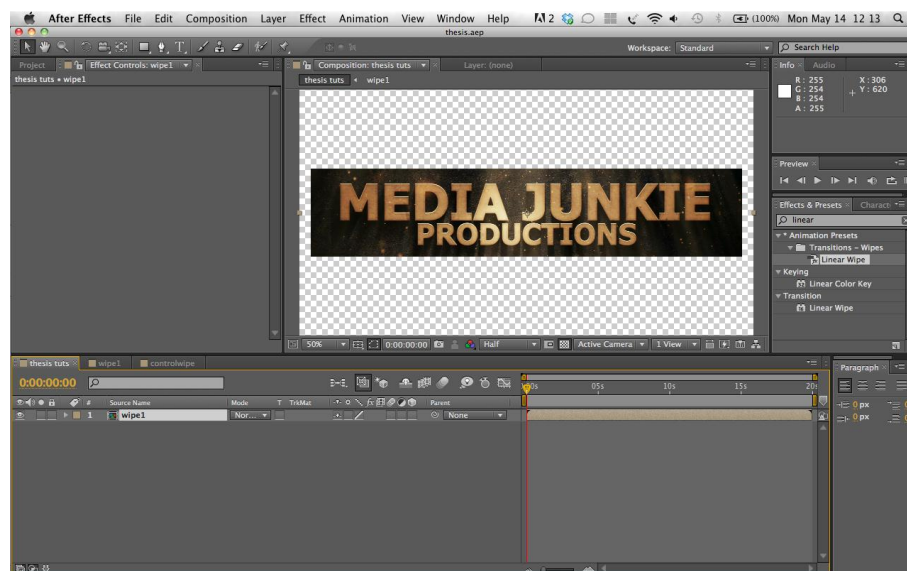 After Effects File Edit Composition Layer Effect Animation View Window Help 2 (100%) Mon May 14 12 13
thesis.aep
Workspace: Standard Search Help
Project Effect Controls: wipe1 Composition: thesis tuts Layer: (none) Info Audio
thesis tuts • wipe1 thesis tuts wipe1
R : 255 X : 306
G : 254 Y : 620
B : 254
A : 255
MEDIA JUNKIE
PRODUCTIONS
Preview
Effects & Presets Charact
linear
* Animation Presets
Transitions – Wipes
Linear Wipe
Keying
Linear Color Key
Transition
Linear Wipe
50% 0:00:00:00 Half Active Camera 1 View
thesis tuts wipe1 controlwipe Paragraph
0:00:00:00 00s 05s 10s 15s 20s
# Source Name Mode T TrkMat Parent 0 px
1 wipe1 Nor... None 0 px